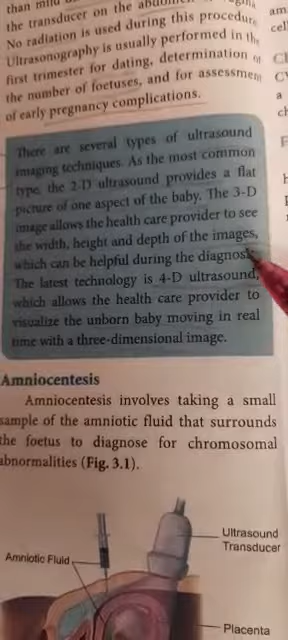 than mild
the transducer on the
No radiation is used during this procedure
Ultrasonography is usually performed in the
first trimester for dating, determination of
the number of foetuses, and for assessment
of early pregnancy complications.
There are several types of ultrasound
imaging techniques. As the most common
type, the 2-D ultrasound provides a flat
picture of one aspect of the baby. The 3-D
image allows the health care provider to see
the width, height and depth of the images,
which can be helpful during the
The latest technology is 4-D ultrasound,
which allows the health care provider to
visualize the unborn baby moving in real
time with a three-dimensional image.
Amniocentesis
Amniocentesis involves taking a small
sample of the amniotic fluid that surrounds
the foetus to diagnose for chromosomal
abnormalities (Fig. 3.1).
Ultrasound
Transducer
Amniotic Fluid
Placenta